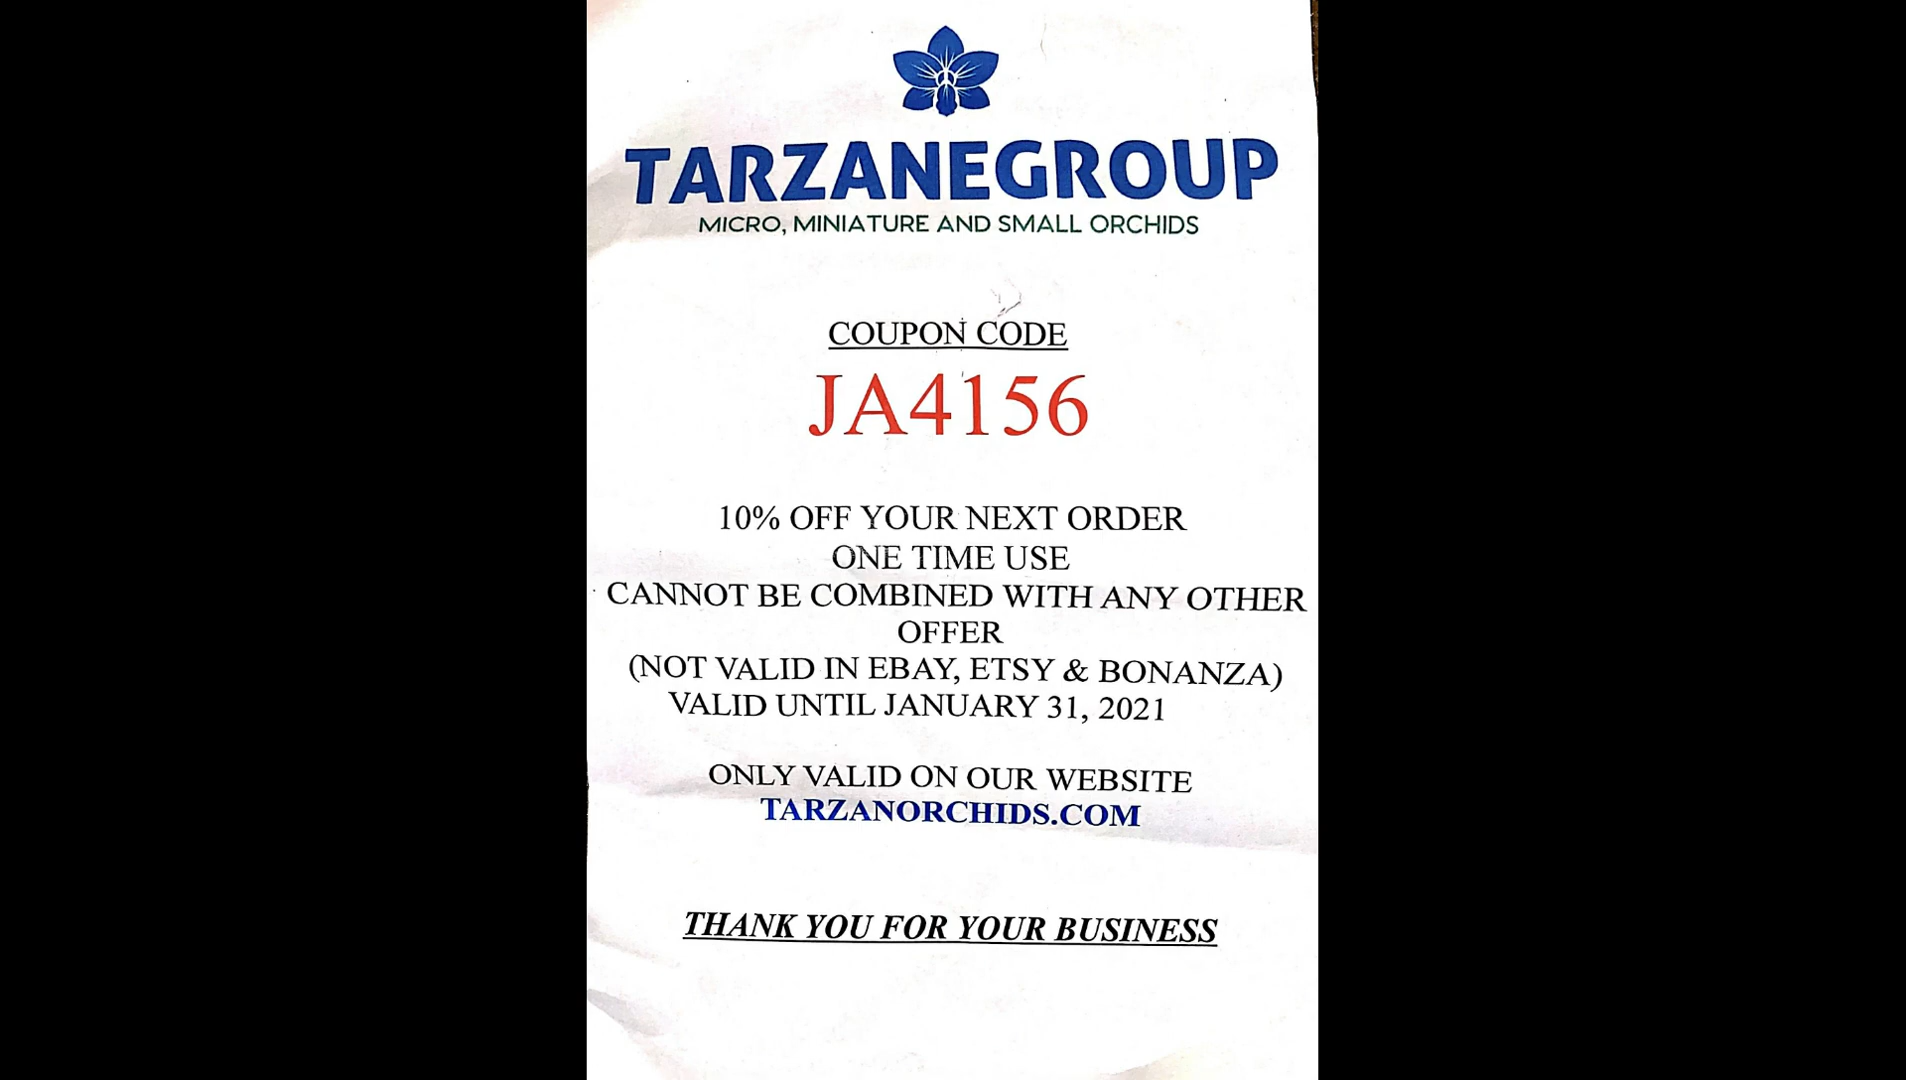 TARZANEGROUP
MICRO, MINIATURE AND SMALL ORCHIDS
COUPON CODE
JA4156
10% OFF YOUR NEXT ORDER
ONE TIME USE
CANNOT BE COMBINED WITH ANY OTHER
OFFER
(NOT VALID IN EBAY, ETSY & BONANZA)
VALID UNTIL JANUARY 31, 2021
ONLY VALID ON OUR WEBSITE
TARZANORCHIDS.COM
THANK YOU FOR YOUR BUSINESS